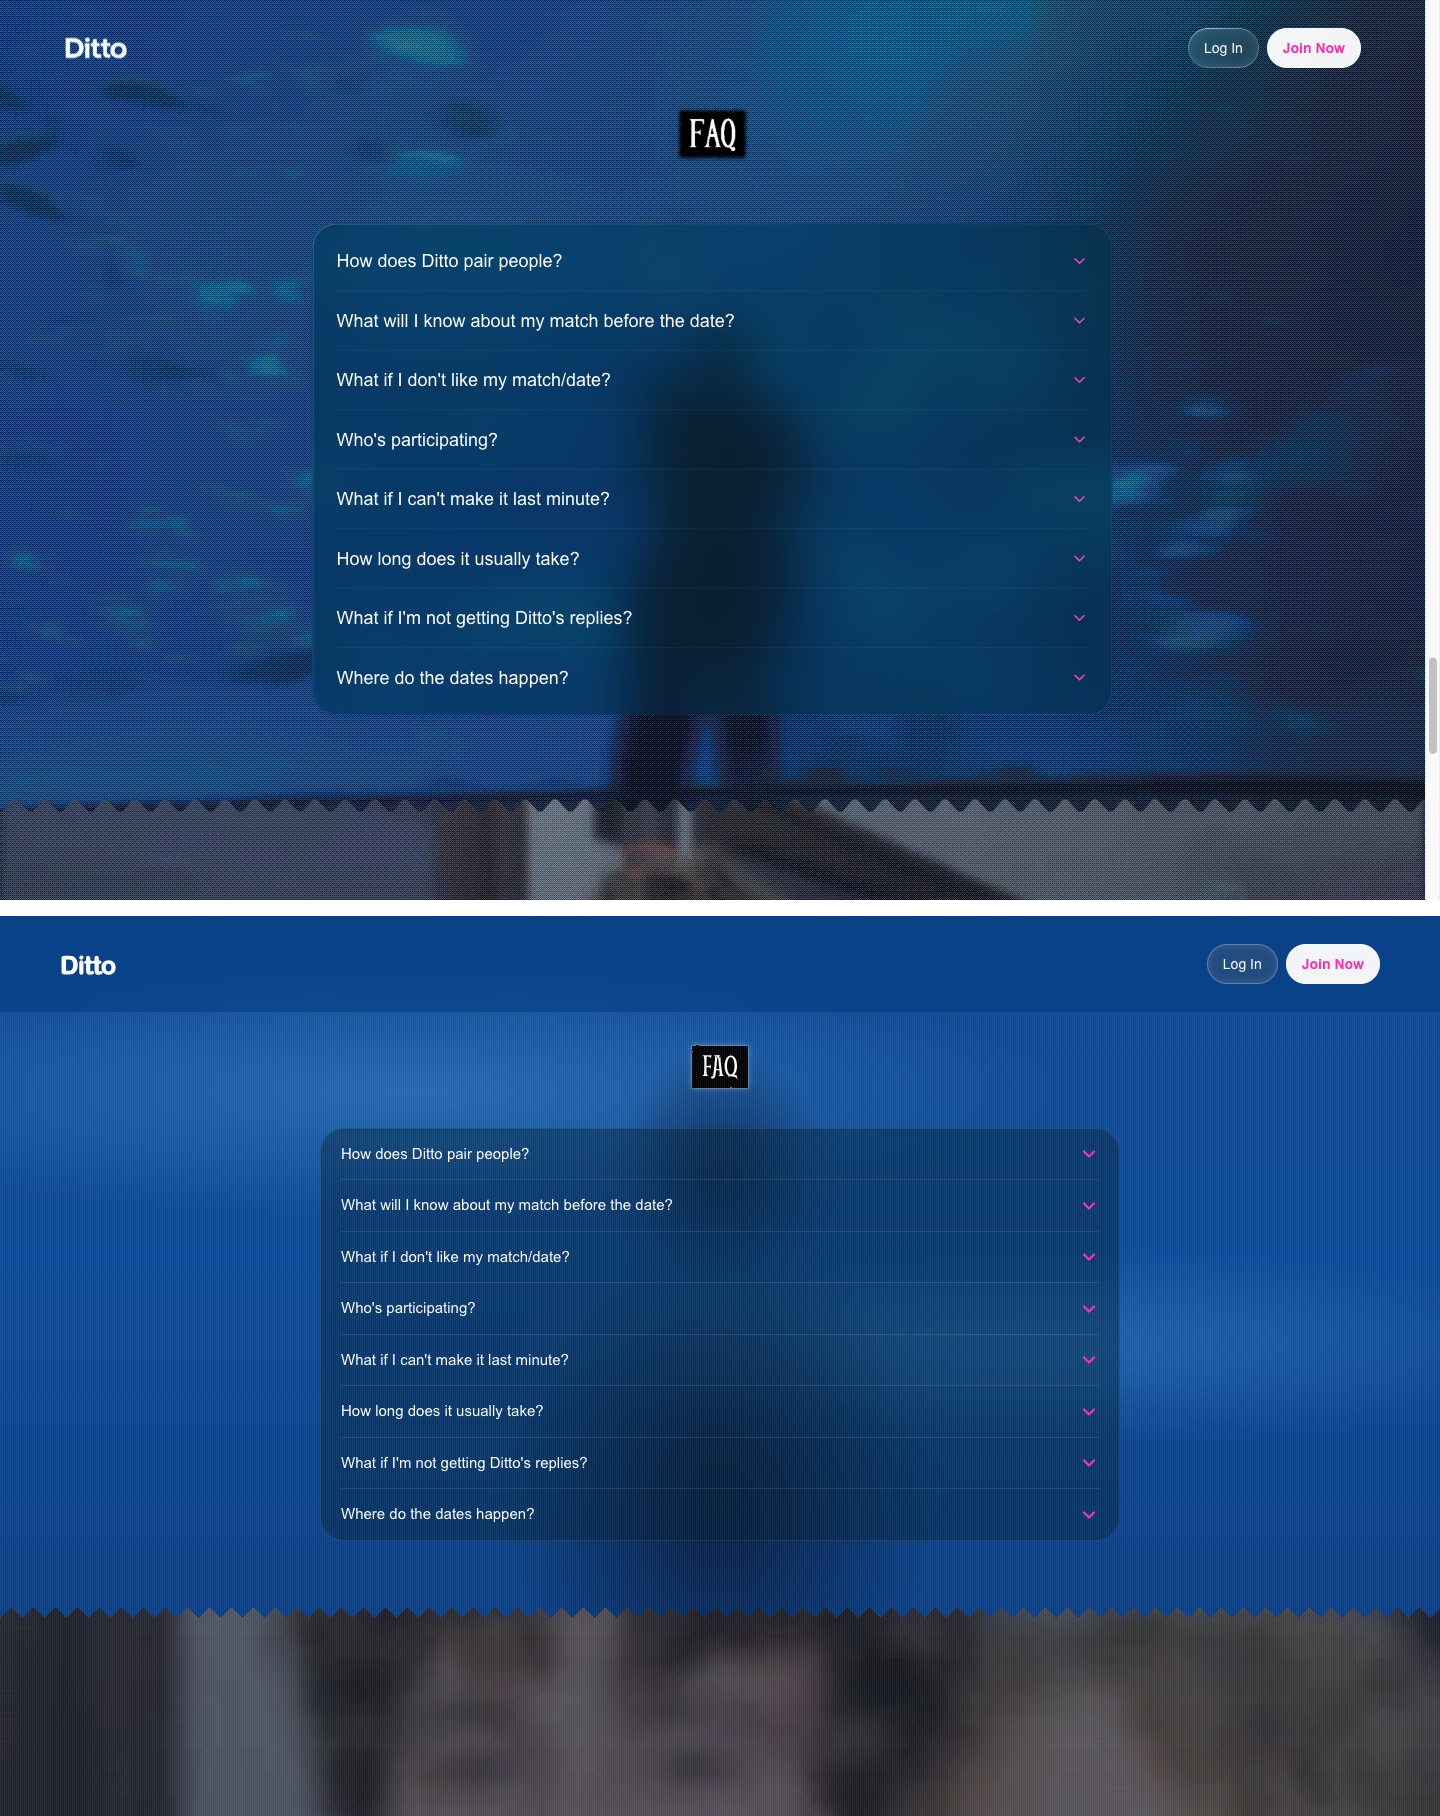 Ditto
Log In
Join Now
FAQ
How does Ditto pair people?
What will I know about my match before the date?
What if I don't like my match/date?
Who's participating?
What if I can't make it last minute?
How long does it usually take?
What if I'm not getting Ditto's replies?
Where do the dates happen?
Ditto
Log In
Join Now
FAQ
How does Ditto pair people?
What will I know about my match before the date?
What if I don't like my match/date?
Who's participating?
What if I can't make it last minute?
How long does it usually take?
What if I'm not getting Ditto's replies?
Where do the dates happen?